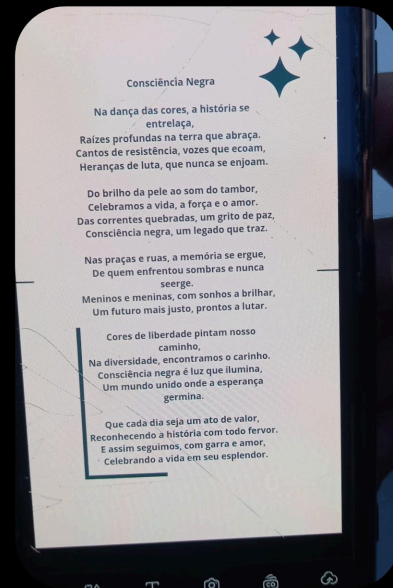 Consciência Negra
Na dança das cores, a história se
entrelaça,
Raízes profundas na terra que abraça.
Cantos de resistência, vozes que ecoam,
Heranças de luta, que nunca se enjoam.
Do brilho da pele ao som do tambor,
Celebramos a vida, a força e o amor.
Das correntes quebradas, um grito de paz,
Consciência negra, um legado que traz.
Nas praças e ruas, a memória se ergue,
De quem enfrentou sombras e nunca
seerge.
Meninos e meninas, com sonhos a brilhar,
Um futuro mais justo, prontos a lutar.
Cores de liberdade pintam nosso
caminho,
Na diversidade, encontramos o carinho.
Consciência negra é luz que ilumina,
Um mundo unido onde a esperança
germina.
Que cada dia seja um ato de valor,
Reconhecendo a história com todo fervor.
E assim seguimos, com garra e amor,
Celebrando a vida em seu esplendor.